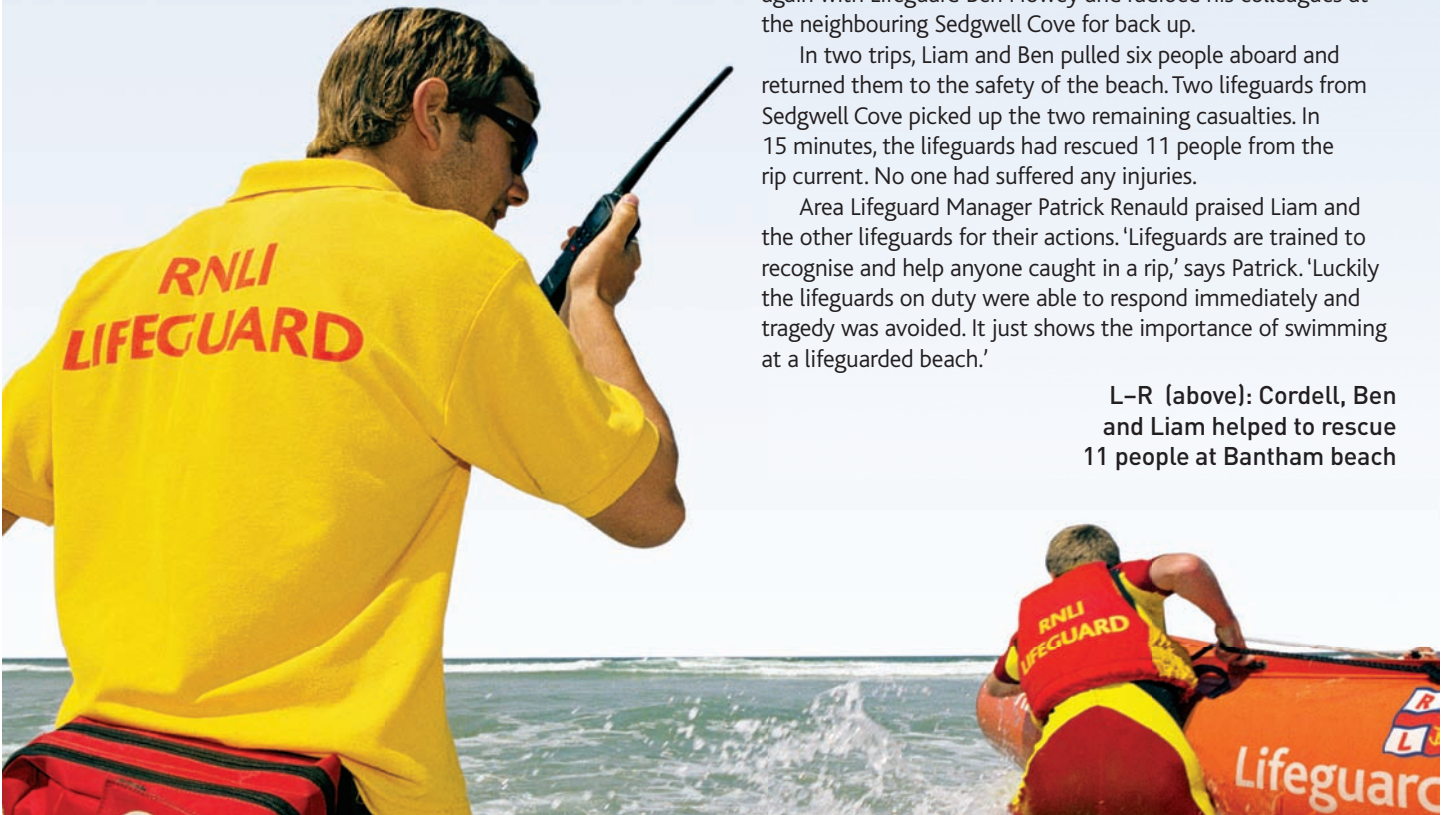 the neighbouring Sedgwell Cove for back up.
In two trips, Liam and Ben pulled six people aboard and
returned them to the safety of the beach. Two lifeguards from
Sedgwell Cove picked up the two remaining casualties. In
15 minutes, the lifeguards had rescued 11 people from the
rip current. No one had suffered any injuries.
Area Lifeguard Manager Patrick Renauld praised Liam and
the other lifeguards for their actions. ‘Lifeguards are trained to
recognise and help anyone caught in a rip,’ says Patrick. ‘Luckily
the lifeguards on duty were able to respond immediately and
tragedy was avoided. It just shows the importance of swimming
at a lifeguarded beach.’
L–R (above): Cordell, Ben
and Liam helped to rescue
11 people at Bantham beach
RNLI
LIFEGUARD
RNLI
LIFEGUARD
R
L
Lifeguard